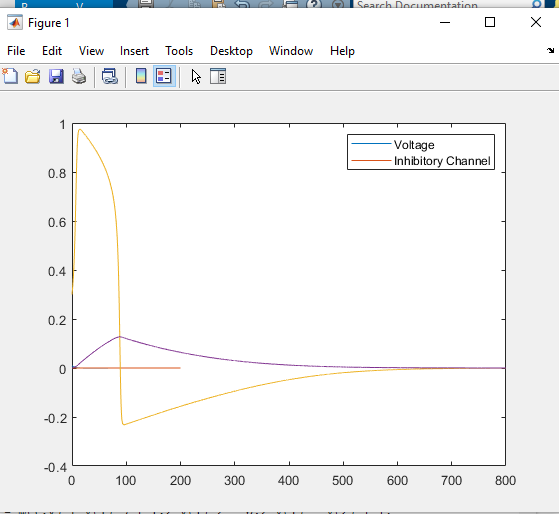 Search Documentation
Figure 1
File Edit View Insert Tools Desktop Window Help
1
0.8
0.6
0.4
0.2
0
-0.2
-0.4
0 100 200 300 400 500 600 700 800
Voltage
Inhibitory Channel